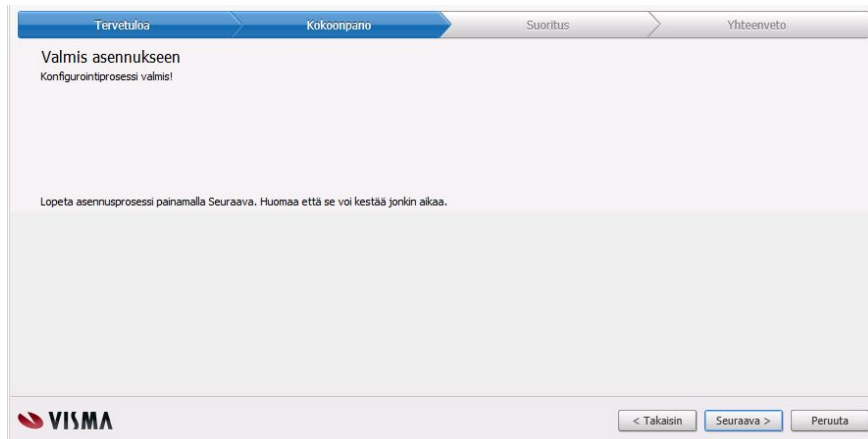 Tervetuloa
Kokoonpano
Suoritus
Yhteenveto
Valmis asennukseen
Konfigurointiprosessi valmis!
Lopeta asennusprosessi painamalla Seuraava. Huomaa että se voi kestää jonkin aikaa.
VISMA
< Takaisin
Seuraava >
Peruuta